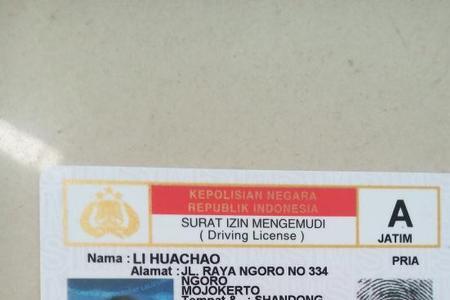 KEPOLISIAN NEGARA
REPUBLIK INDONESIA
SURAT IZIN MENGEMUDI
( Driving License )
A
JATIM
Nama : LI HUACHAO
PRIA
Alamat : JL. RAYA NGORO NO 334
NGORO
MOJOKERTO
Tempat & : SHANDONG